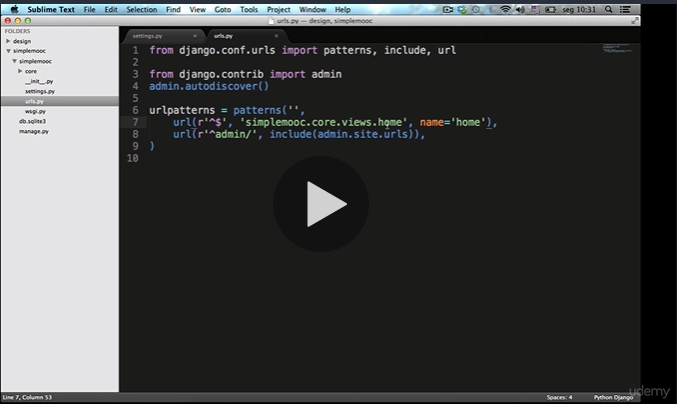 Sublime Text File Edit Selection Find View Goto Tools Project Window Help seg 10:31
urls.py — design, simplemooc
FOLDERS
design
simplemooc
simplemooc
core
__init__.py
settings.py
urls.py
wsgi.py
db.sqlite3
manage.py
settings.py urls.py
1 from django.conf.urls import patterns, include, url
2
3 from django.contrib import admin
4 admin.autodiscover()
5
6 urlpatterns = patterns('',
7 url(r'^$', 'simplemooc.core.views.home', name='home'),
8 url(r'^admin/', include(admin.site.urls)),
9 )
10
Line 7, Column 53 Spaces: 4 Python Django
udemy